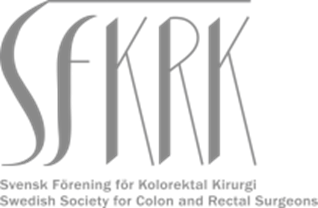 SFKRK
Svensk Förening för Kolorektal Kirurgi
Swedish Society for Colon and Rectal Surgeons